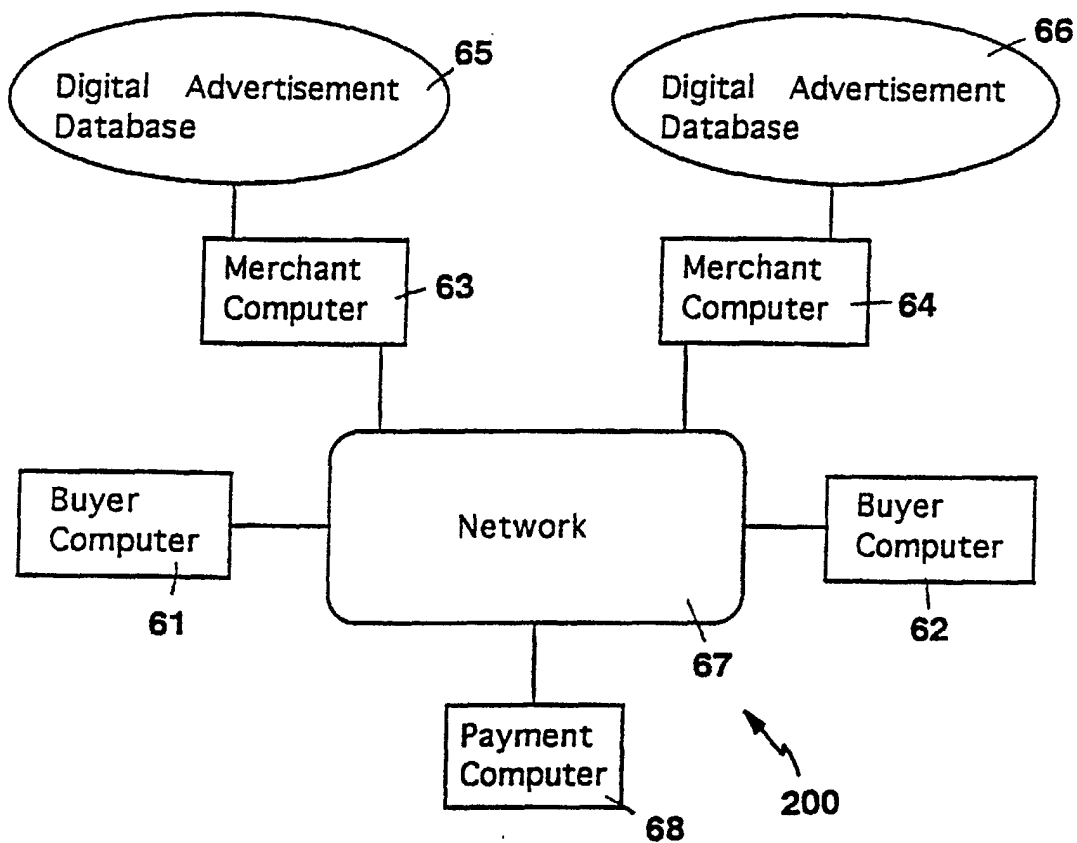 65
Digital Advertisement
Database
66
Digital Advertisement
Database
Merchant
Computer
63
Merchant
Computer
64
Buyer
Computer
61
Network
67
Buyer
Computer
62
Payment
Computer
68
200